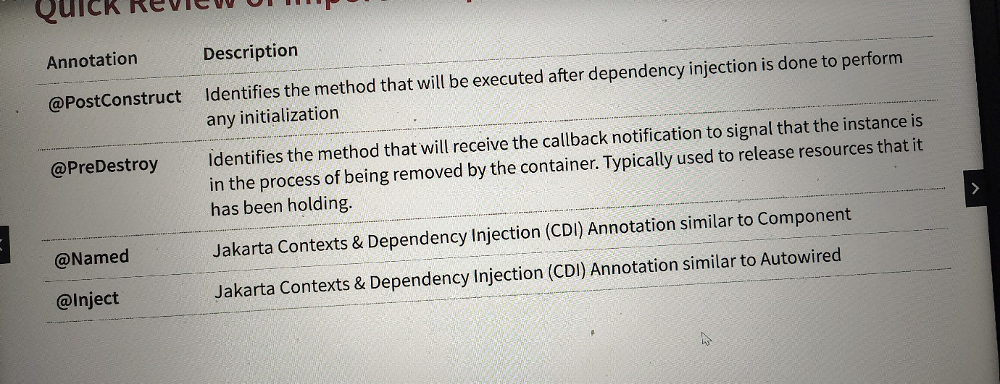 Quick Review of
Annotation Description
@PostConstruct Identifies the method that will be executed after dependency injection is done to perform
any initialization
@PreDestroy Identifies the method that will receive the callback notification to signal that the instance is
in the process of being removed by the container. Typically used to release resources that it
has been holding.
@Named Jakarta Contexts & Dependency Injection (CDI) Annotation similar to Component
@Inject Jakarta Contexts & Dependency Injection (CDI) Annotation similar to Autowired